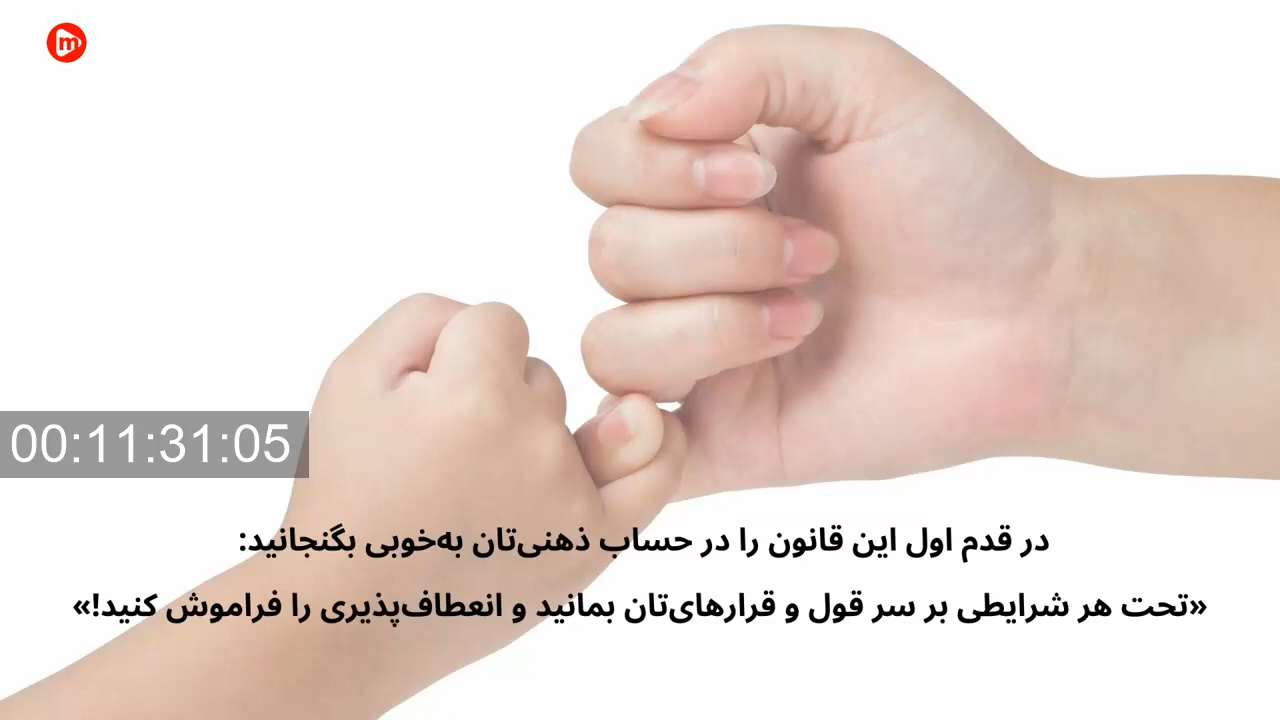 m
00:11:31:05
در قدم اول این قانون را در حساب ذهنی‌تان به‌خوبی بگنجانید:
«تحت هر شرایطی بر سر قول و قرارهای‌تان بمانید و انعطاف‌پذیری را فراموش کنید!»